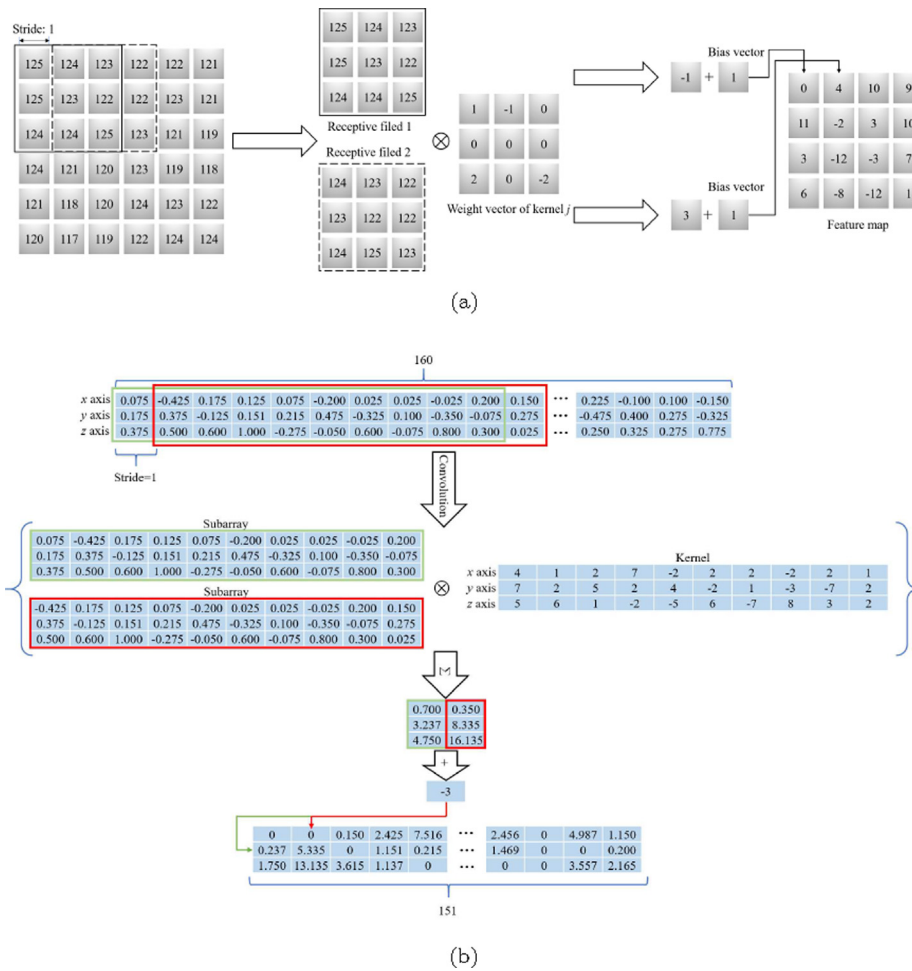 Stride: 1
125 124 123 122 122 121
125 123 122 122 123 121
124 124 125 123 121 119
124 121 120 123 119 118
121 118 120 124 123 122
120 117 119 122 124 124
125 124 123
125 123 122
124 124 125
Receptive filed 1
Receptive filed 2
124 123 122
123 122 122
124 125 123
⊗
1 -1 0
0 0 0
2 0 -2
Weight vector of kernel j
Bias vector
-1 + 1
Bias vector
3 + 1
0 4 10 9
11 -2 3 10
3 -12 -3 7
6 -8 -12 1
Feature map
(a)
160
x axis 0.075 -0.425 0.175 0.125 0.075 -0.200 0.025 0.025 -0.025 0.200 0.150 ••• 0.225 -0.100 0.100 -0.150
y axis 0.175 0.375 -0.125 0.151 0.215 0.475 -0.325 0.100 -0.350 -0.075 0.275 ••• -0.475 0.400 0.275 -0.325
z axis 0.375 0.500 0.600 1.000 -0.275 -0.050 0.600 -0.075 0.800 0.300 0.025 ••• 0.250 0.325 0.275 0.775
Stride=1
Convolution
Subarray
0.075 -0.425 0.175 0.125 0.075 -0.200 0.025 0.025 -0.025 0.200
0.175 0.375 -0.125 0.151 0.215 0.475 -0.325 0.100 -0.350 -0.075
0.375 0.500 0.600 1.000 -0.275 -0.050 0.600 -0.075 0.800 0.300
Subarray
-0.425 0.175 0.125 0.075 -0.200 0.025 0.025 -0.025 0.200 0.150
0.375 -0.125 0.151 0.215 0.475 -0.325 0.100 -0.350 -0.075 0.275
0.500 0.600 1.000 -0.275 -0.050 0.600 -0.075 0.800 0.300 0.025
⊗
Kernel
x axis 4 1 2 7 -2 2 2 -2 2 1
y axis 7 2 5 2 4 -2 1 -3 -7 2
z axis 5 6 1 -2 -5 6 -7 8 3 2
Σ
0.700 0.350
3.237 8.335
4.750 16.135
+
-3
0 0 0.150 2.425 7.516 ••• 2.456 0 4.987 1.150
0.237 5.335 0 1.151 0.215 ••• 1.469 0 0 0.200
1.750 13.135 3.615 1.137 0 ••• 0 0 3.557 2.165
151
(b)